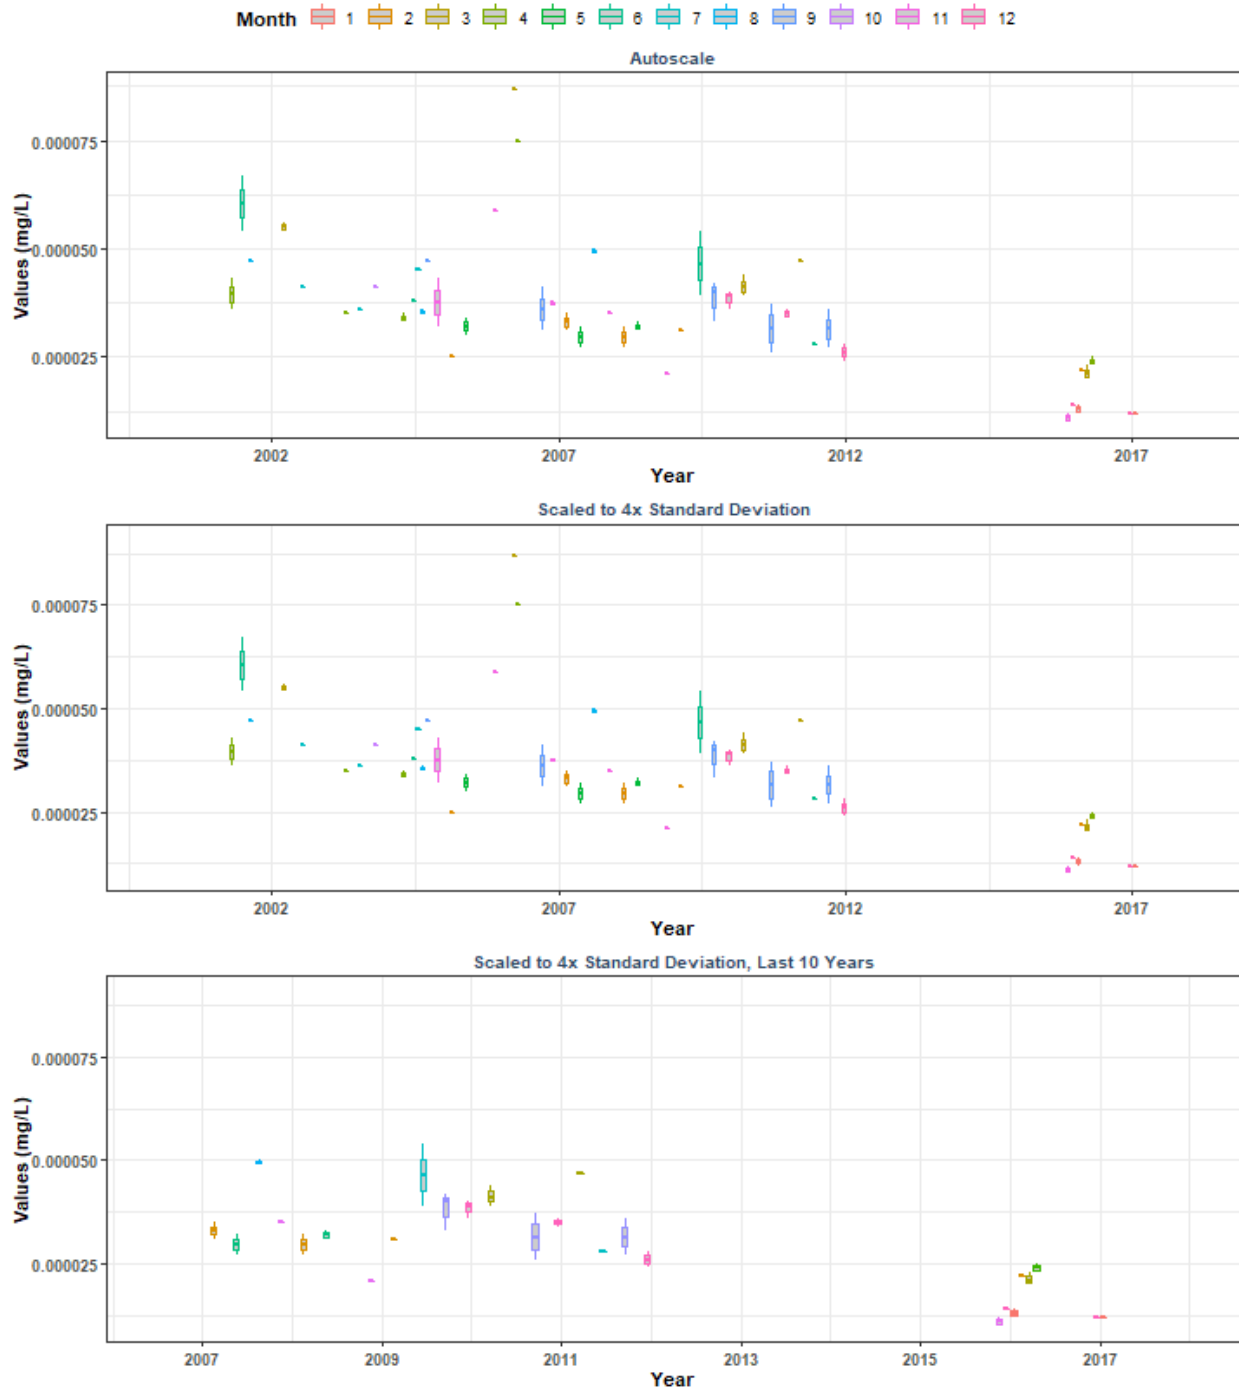 Month 1 2 3 4 5 6 7 8 9 10 11 12
Autoscale
Values (mg/L)
0.000075
0.000050
0.000025
2002 2007 2012 2017
Year
Scaled to 4x Standard Deviation
Values (mg/L)
0.000075
0.000050
0.000025
2002 2007 2012 2017
Year
Scaled to 4x Standard Deviation, Last 10 Years
Values (mg/L)
0.000075
0.000050
0.000025
2007 2009 2011 2013 2015 2017
Year